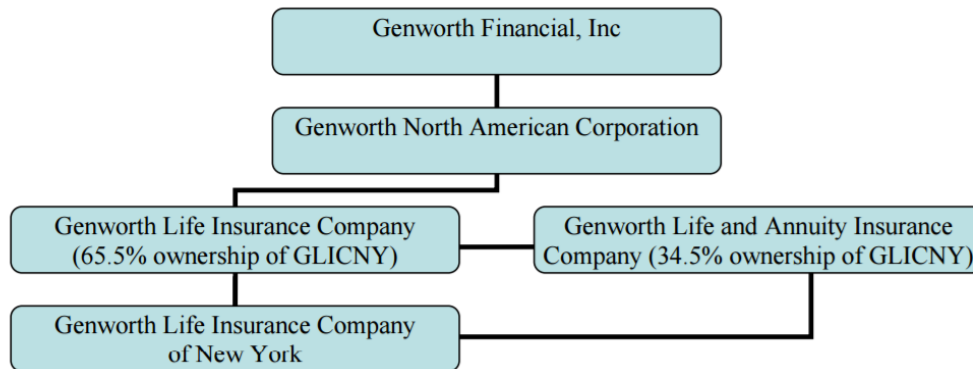 Genworth Financial, Inc
Genworth North American Corporation
Genworth Life Insurance Company
(65.5% ownership of GLICNY)
Genworth Life and Annuity Insurance
Company (34.5% ownership of GLICNY)
Genworth Life Insurance Company
of New York